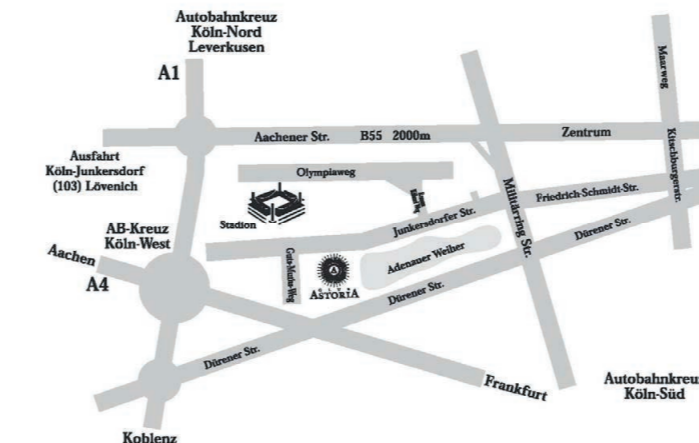 Autobahnkreuz
Köln-Nord
Leverkusen
A1
Aachener Str. B55 2000m
Zentrum
Maarweg
Kitschburgerstr.
Ausfahrt
Köln-Junkersdorf
(103) Lövenich
Olympiaweg
Stadion
Junkersdorfer Str.
Friedrich-Schmidt-Str.
Militärring Str.
Dürener Str.
AB-Kreuz
Köln-West
Aachen
A4
Guts-Muths-Weg
CLUB
ASTORIA
Adenauer Weiher
Dürener Str.
Dürener Str.
Frankfurt
Autobahnkreuz
Köln-Süd
Koblenz